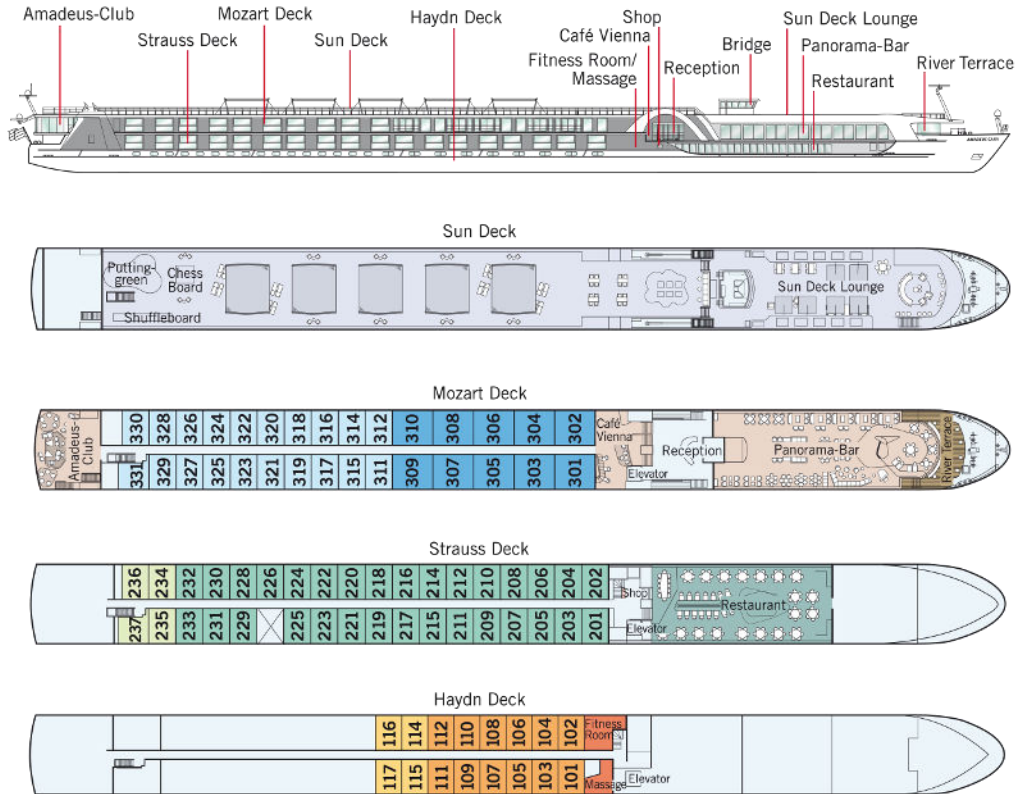 Amadeus-Club
Mozart Deck
Haydn Deck
Shop
Sun Deck Lounge
Strauss Deck
Sun Deck
Café Vienna
Bridge
Panorama-Bar
Fitness Room/
Massage
Reception
Restaurant
River Terrace
Sun Deck
Putting-
green
Chess
Board
Shuffleboard
Sun Deck Lounge
Mozart Deck
330 328 326 324 322 320 318 316 314 312 310 308 306 304 302
Amadeus-
Club
Café
Vienna
Reception
Panorama-Bar
River Terrace
Elevator
331 329 327 325 323 321 319 317 315 311 309 307 305 303 301
Strauss Deck
236 234 232 230 228 226 224 222 220 218 216 214 212 210 208 206 204 202
Shop
Restaurant
Elevator
237 235 233 231 229 225 223 221 219 217 215 211 209 207 205 203 201
Haydn Deck
116 114 112 110 108 106 104 102
Fitness
Room
117 115 111 109 107 105 103 101
Massage
Elevator